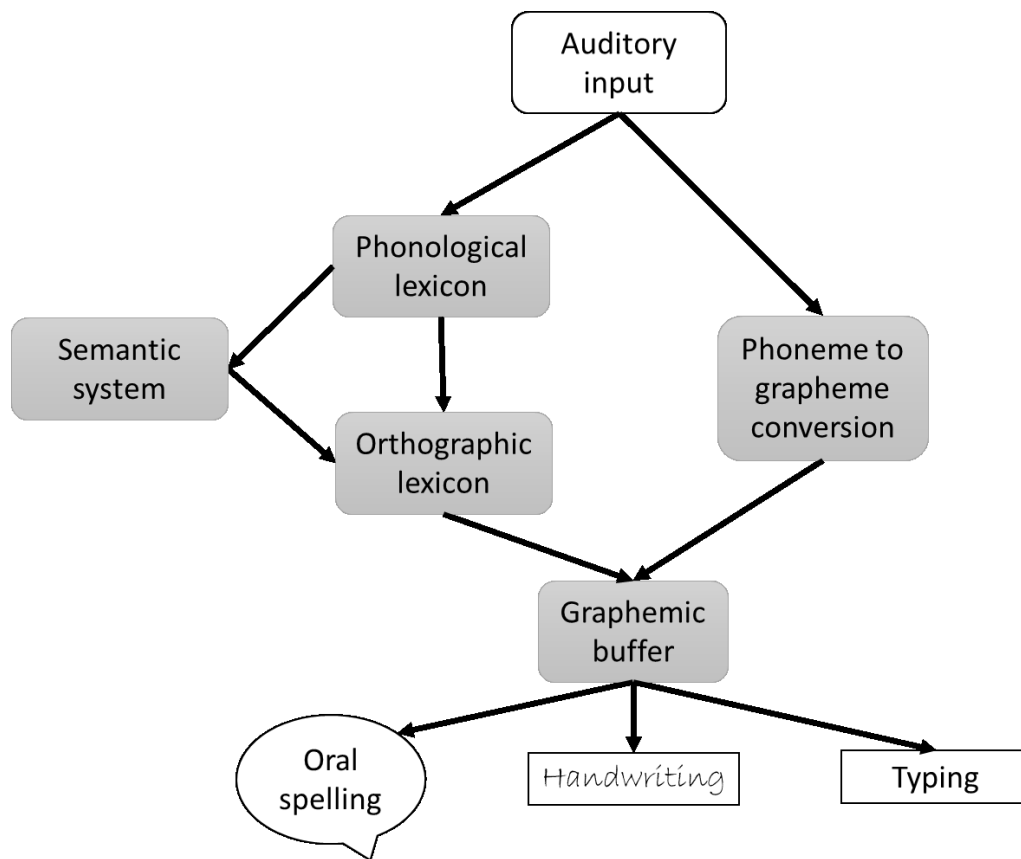 Auditory
input
Phonological
lexicon
Semantic
system
Phoneme to
grapheme
conversion
Orthographic
lexicon
Graphemic
buffer
Oral
spelling
Handwriting
Typing